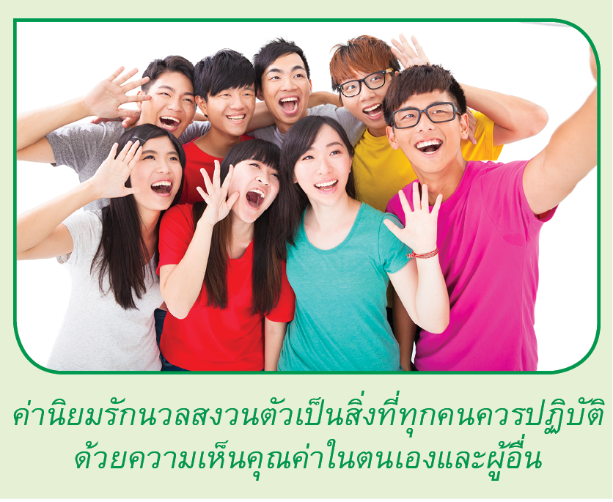 ค่านิยมรักนวลสงวนตัวเป็นสิ่งที่ทุกคนควรปฏิบัติ
ด้วยความเห็นคุณค่าในตนเองและผู้อื่น